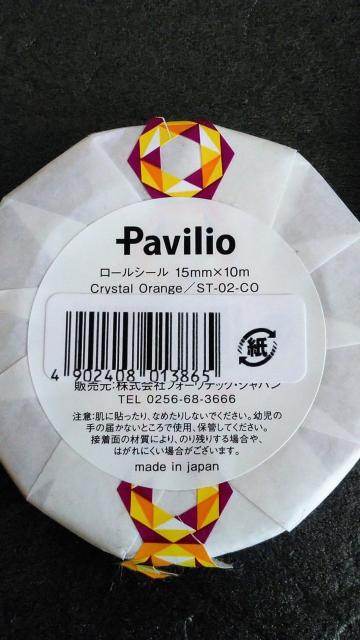 Pavilio
ロールシール 15mm×10m
Crystal Orange／ST-02-CO
4 902408 013865
紙
販売元:株式会社フォーワテック・ジャパン
TEL 0256-68-3666
注意:肌に貼ったり、なめたりしないでください。幼児の
手の届かないところで使用、保管してください。
接着面の材質により、のり残りする場合や、
はがれにくい場合がございます。
made in japan